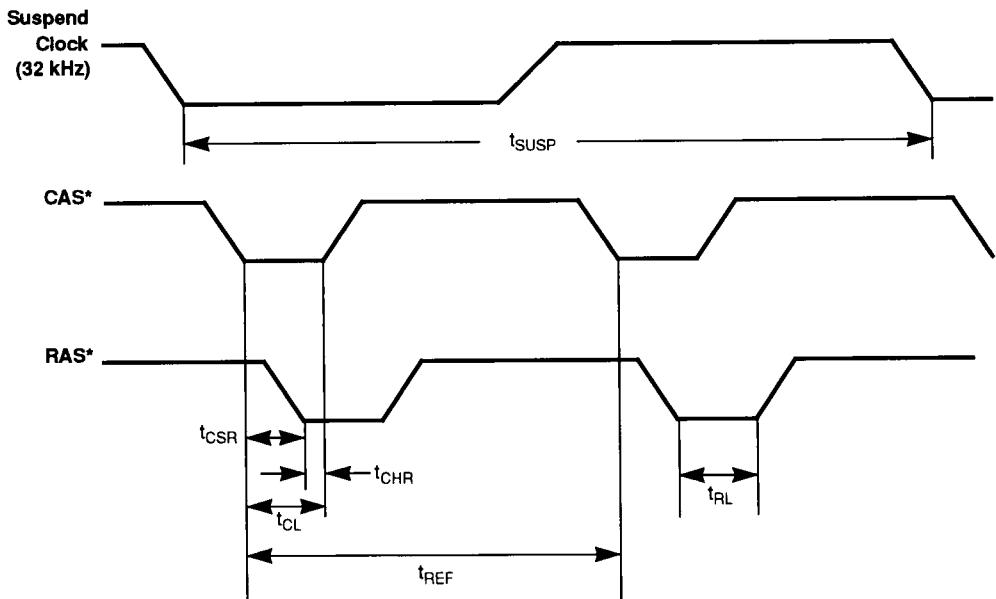 Suspend
Clock
(32 kHz)
tSUSP
CAS*
RAS*
tCSR
tCHR
tCL
tRL
tREF